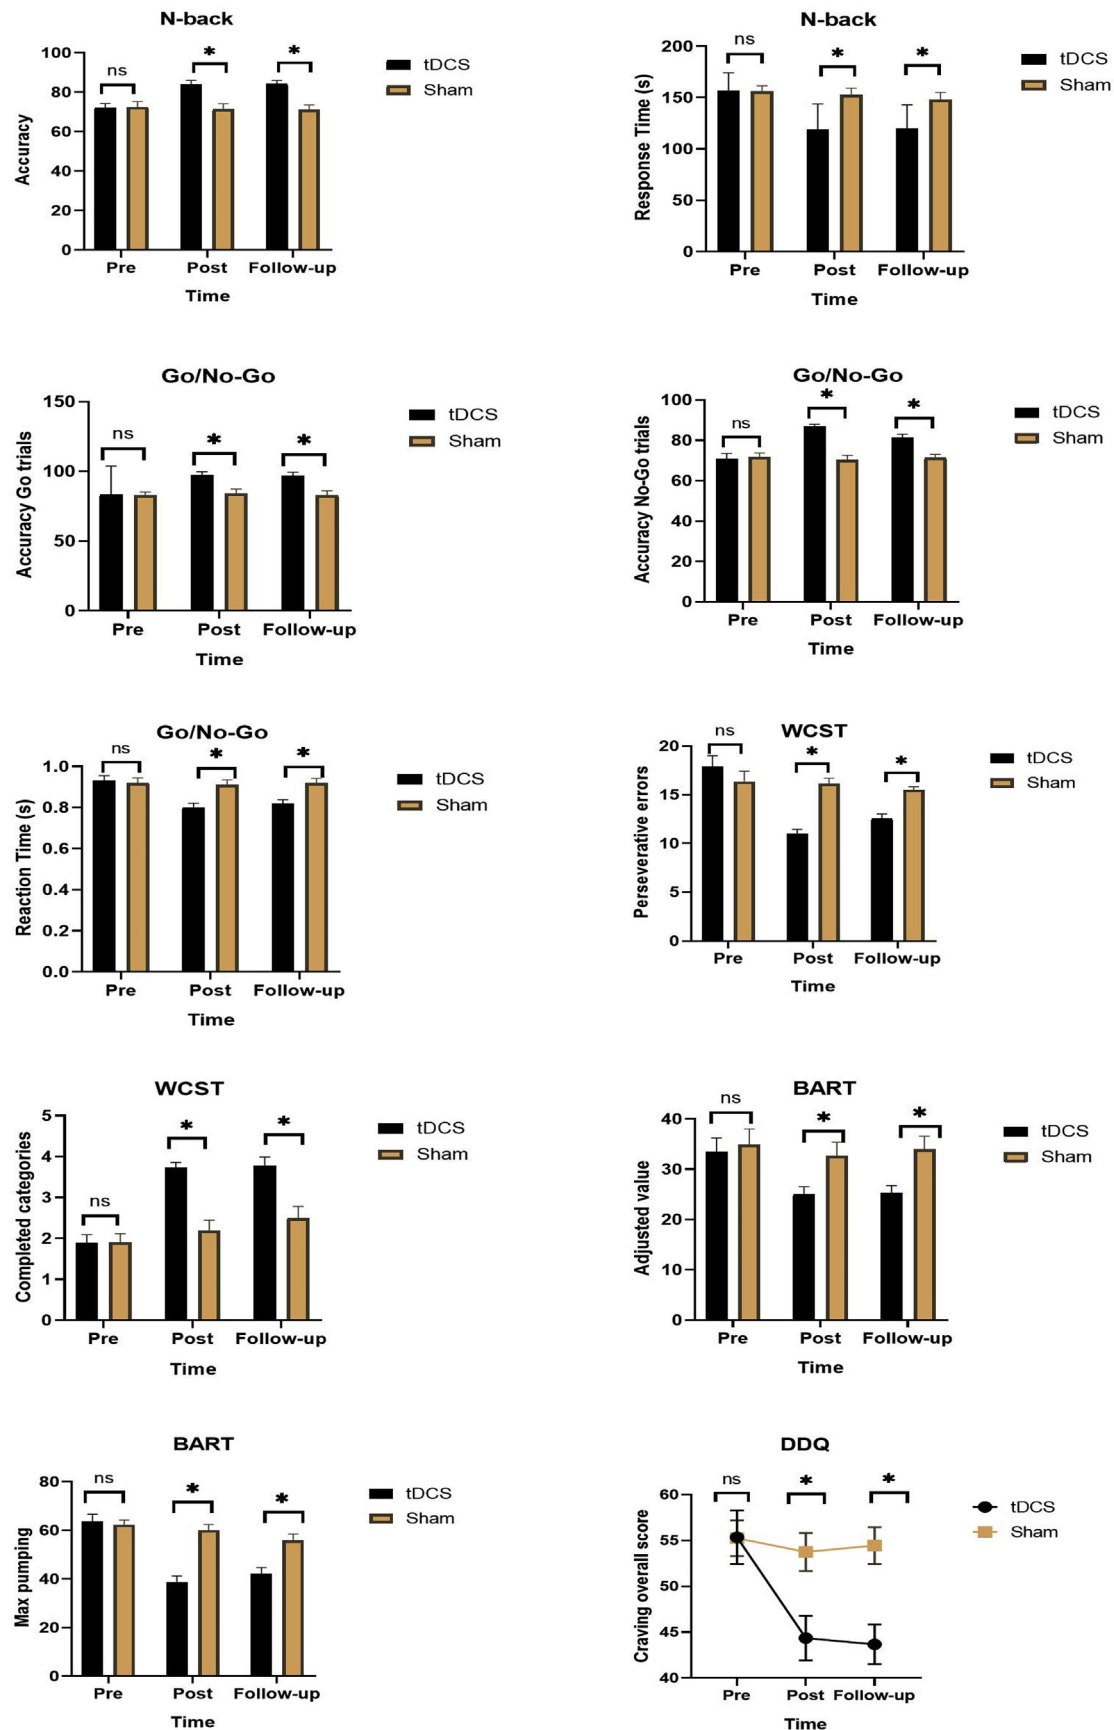 N-back
Accuracy
100
80
60
40
20
0
ns
*
*
Pre
Post
Follow-up
Time
tDCS
Sham
N-back
Response Time (s)
200
150
100
50
0
ns
*
*
Pre
Post
Follow-up
Time
tDCS
Sham
Go/No-Go
Accuracy Go trials
150
100
50
0
ns
*
*
Pre
Post
Follow-up
Time
tDCS
Sham
Go/No-Go
Accuracy No-Go trials
100
80
60
40
20
0
ns
*
*
Pre
Post
Follow-up
Time
tDCS
Sham
Go/No-Go
Reaction Time (s)
1.0
0.8
0.6
0.4
0.2
0.0
ns
*
*
Pre
Post
Follow-up
Time
tDCS
Sham
WCST
Perseverative errors
20
15
10
5
0
ns
*
*
Pre
Post
Follow-up
Time
tDCS
Sham
WCST
Completed categories
5
4
3
2
1
0
ns
*
*
Pre
Post
Follow-up
Time
tDCS
Sham
BART
Adjusted value
40
30
20
10
0
ns
*
*
Pre
Post
Follow-up
Time
tDCS
Sham
BART
Max pumping
80
60
40
20
0
ns
*
*
Pre
Post
Follow-up
Time
tDCS
Sham
DDQ
Craving overall score
60
55
50
45
40
ns
*
*
Pre
Post
Follow-up
Time
tDCS
Sham